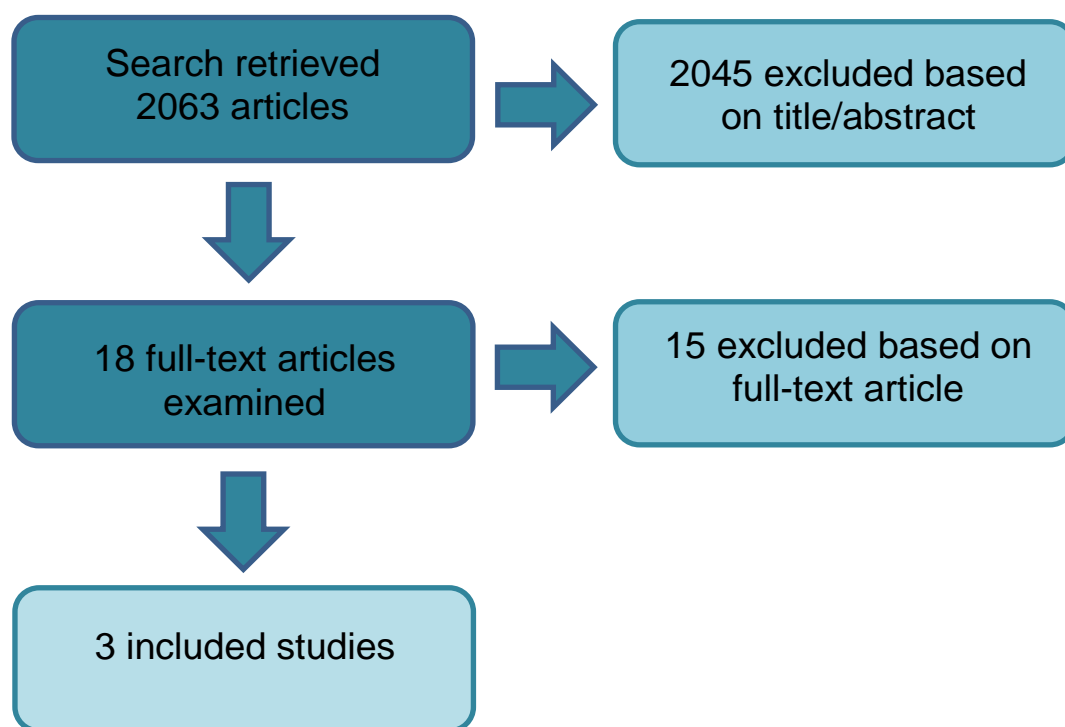 Search retrieved
2063 articles
2045 excluded based
on title/abstract
18 full-text articles
examined
15 excluded based on
full-text article
3 included studies